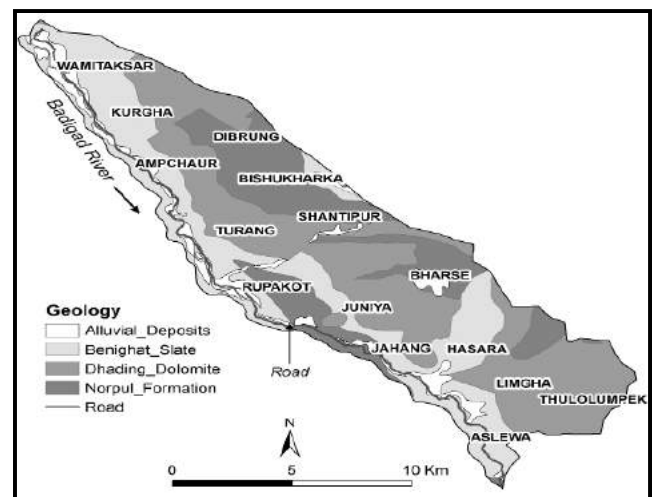 WAMITAKSAR
KURGHA
DIBRUNG
Badigad River
AMPCHAUR
BISHUKHARKA
SHANTIPUR
TURANG
BHARSE
RUPAKOT
Geology
JUNIYA
Alluvial_Deposits
Benighat_Slate
JAHANG
HASARA
Dhading_Dolomite
Road
LIMGHA
Norpul_Formation
THULOLUMPEK
Road
N
ASLEWA
0 5 10 Km